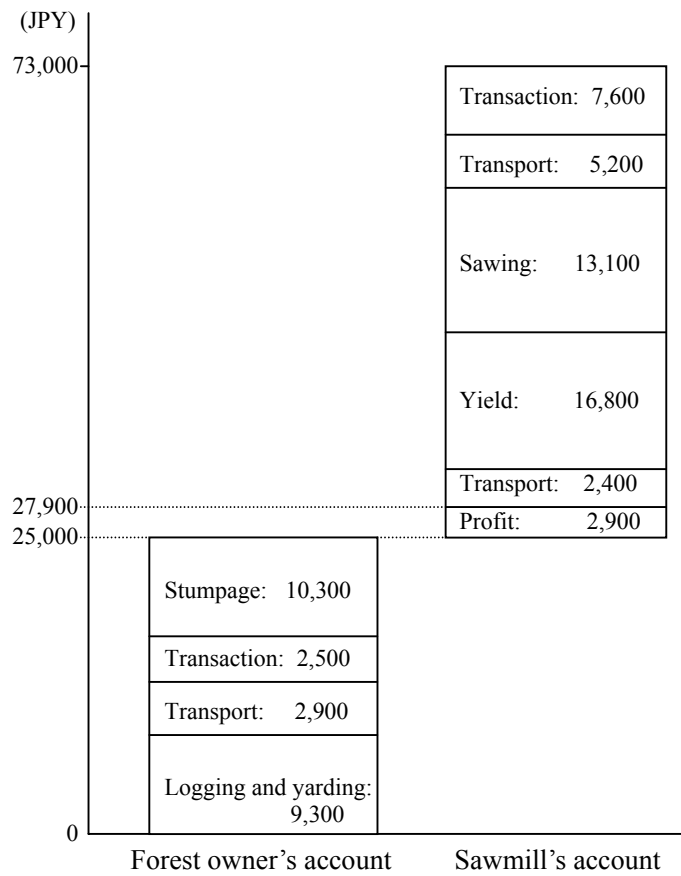 (JPY)
73,000
27,900
25,000
0
Transaction: 7,600
Transport: 5,200
Sawing: 13,100
Yield: 16,800
Transport: 2,400
Profit: 2,900
Stumpage: 10,300
Transaction: 2,500
Transport: 2,900
Logging and yarding:
9,300
Forest owner’s account
Sawmill’s account